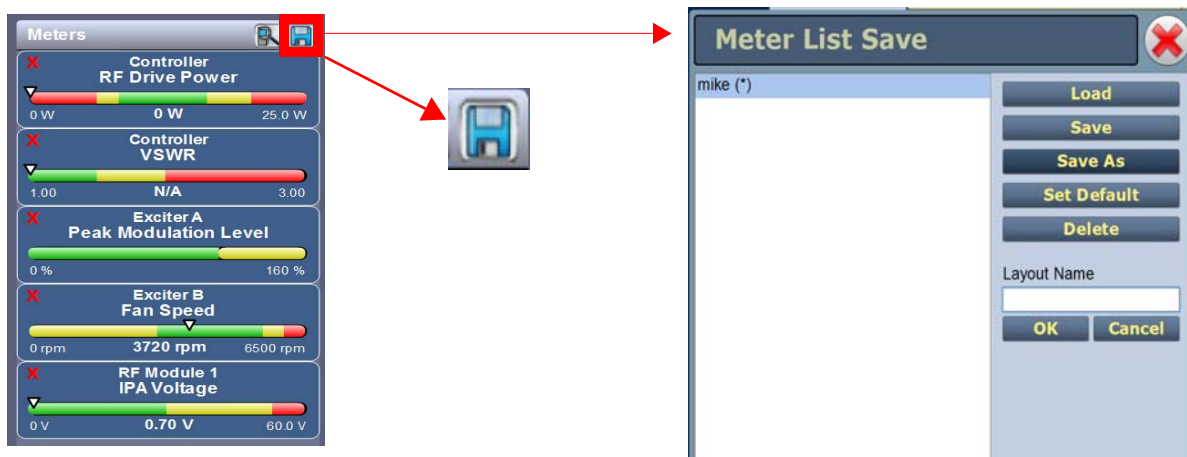 Meters
X Controller
RF Drive Power
0 W 0 W 25.0 W
X Controller
VSWR
1.00 N/A 3.00
X Exciter A
Peak Modulation Level
0 % 160 %
X Exciter B
Fan Speed
0 rpm 3720 rpm 6500 rpm
X RF Module 1
IPA Voltage
0 V 0.70 V 60.0 V
Meter List Save
mike (*)
Load
Save
Save As
Set Default
Delete
Layout Name
OK Cancel